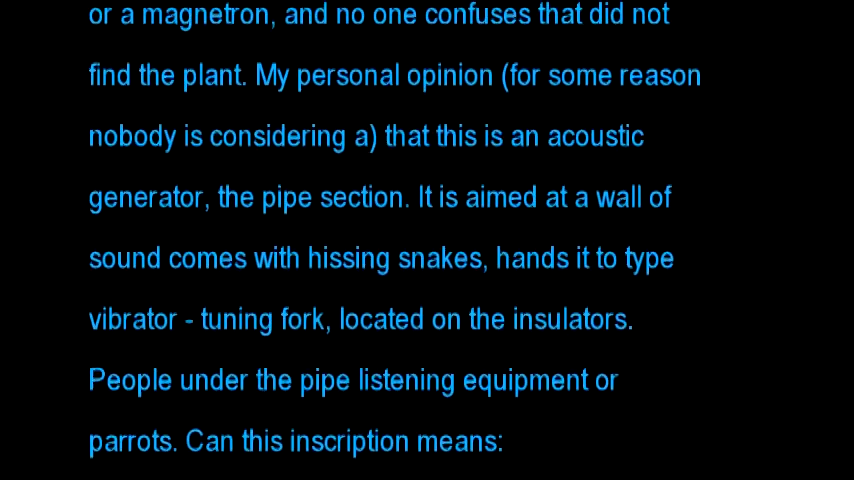 or a magnetron, and no one confuses that did not
find the plant. My personal opinion (for some reason
nobody is considering a) that this is an acoustic
generator, the pipe section. It is aimed at a wall of
sound comes with hissing snakes, hands it to type
vibrator - tuning fork, located on the insulators.
People under the pipe listening equipment or
parrots. Can this inscription means: